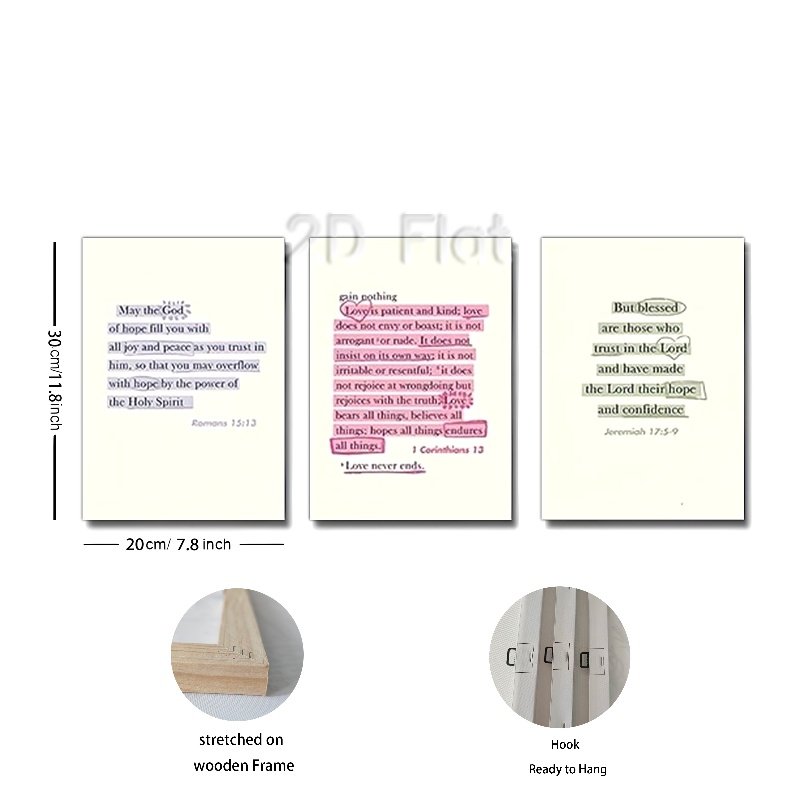 2D Flat
30cm/11.8inch
May the God
of hope fill you with
all joy and peace as you trust in
him, so that you may overflow
with hope by the power of
the Holy Spirit
Romans 15:13
gain nothing
Love is patient and kind; love
does not envy or boast; it is not
arrogant or rude. It does not
insist on its own way; it is not
irritable or resentful; it does
not rejoice at wrongdoing but
rejoices with the truth; Love
bears all things, believes all
things; hopes all things endures
all things.
1 Corinthians 13
Love never ends.
But blessed
are those who
trust in the Lord
and have made
the Lord their hope
and confidence
Jeremiah 17:5-9
20cm/ 7.8 inch
stretched on
wooden Frame
Hook
Ready to Hang